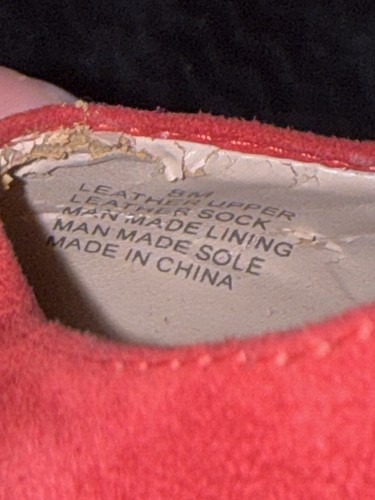 8M
LEATHER UPPER
LEATHER SOCK
MAN MADE LINING
MAN MADE SOLE
MADE IN CHINA